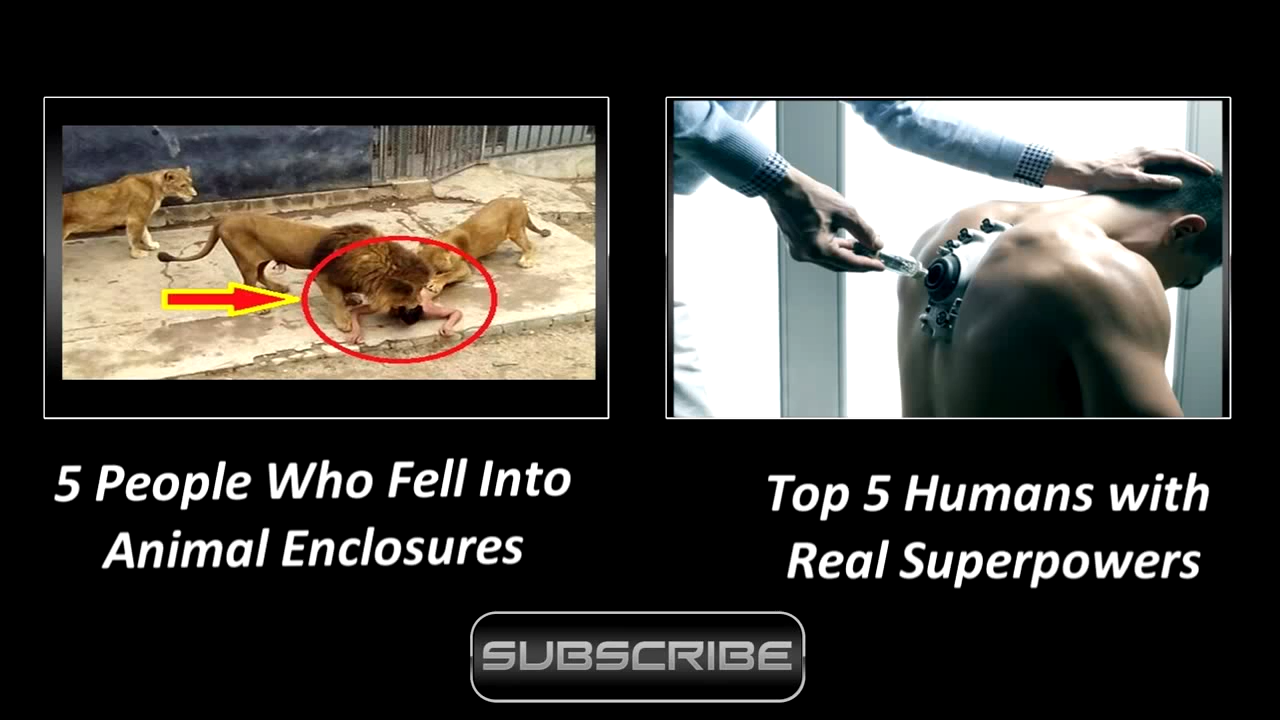 5 People Who Fell Into
Animal Enclosures
Top 5 Humans with
Real Superpowers
SUBSCRIBE